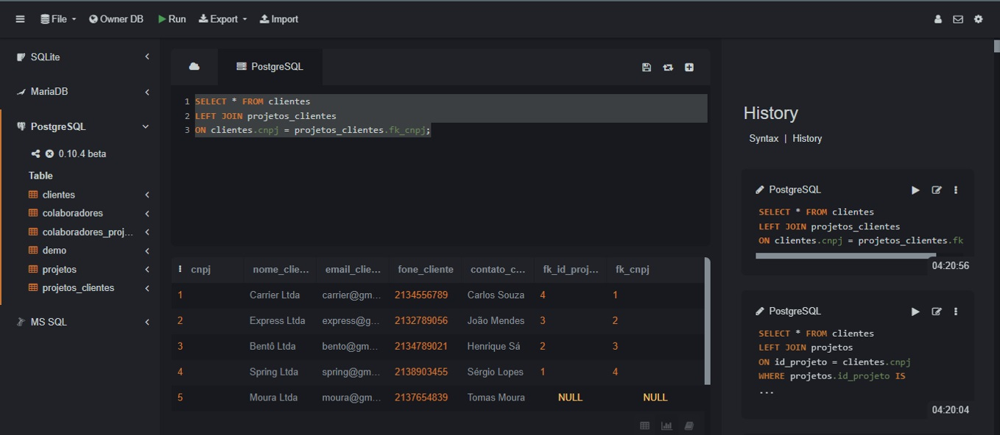 File Owner DB Run Export Import
SQLite
MariaDB
PostgreSQL
0.10.4 beta
Table
clientes
colaboradores
colaboradores_proj...
demo
projetos
projetos_clientes
MS SQL
PostgreSQL
1 SELECT * FROM clientes
2 LEFT JOIN projetos_clientes
3 ON clientes.cnpj = projetos_clientes.fk_cnpj;
cnpj nome_clie... email_clie... fone_cliente contato_c... fk_id_proj... fk_cnpj
1 Carrier Ltda carrier@gm... 2134556789 Carlos Souza 4 1
2 Express Ltda express@g... 2132789056 João Mendes 3 2
3 Bentô Ltda bento@gm... 2134789021 Henrique Sá 2 3
4 Spring Ltda spring@gm... 2138903455 Sérgio Lopes 1 4
5 Moura Ltda moura@gm... 2137654839 Tomas Moura NULL NULL
History
Syntax | History
PostgreSQL
SELECT * FROM clientes
LEFT JOIN projetos_clientes
ON clientes.cnpj = projetos_clientes.fk
04:20:56
PostgreSQL
SELECT * FROM clientes
LEFT JOIN projetos
ON id_projeto = clientes.cnpj
WHERE projetos.id_projeto IS
...
04:20:04